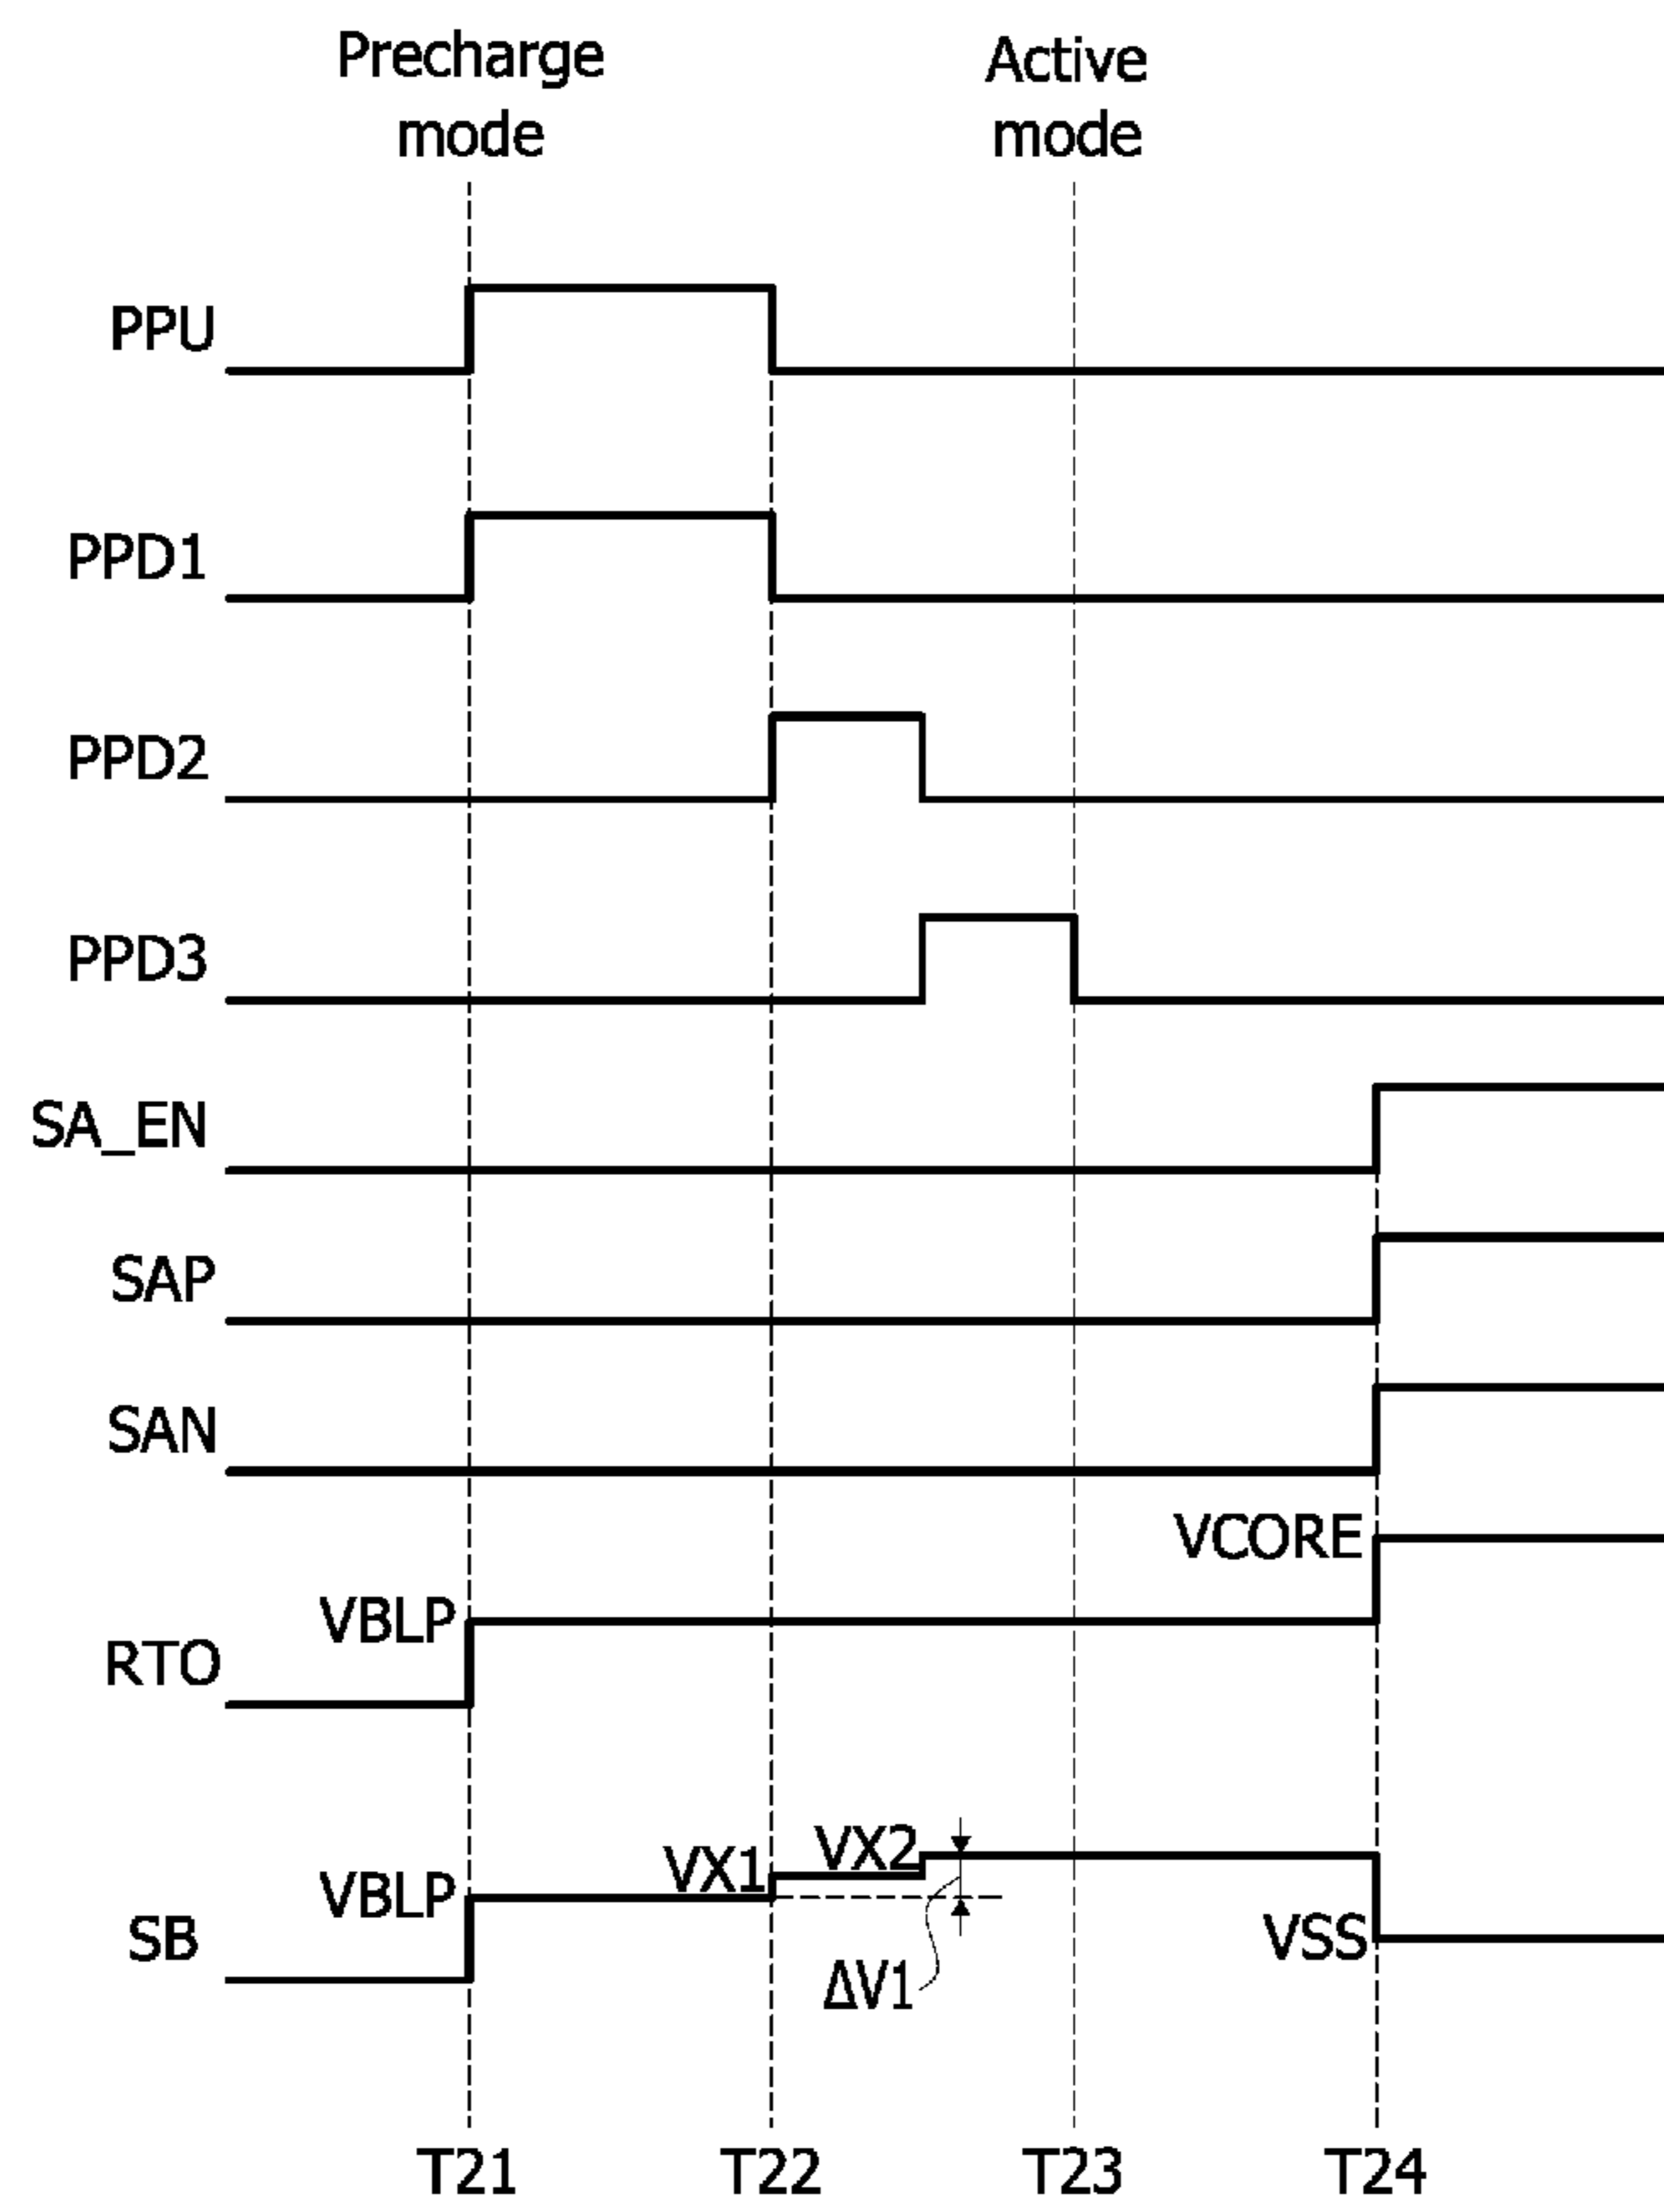 Precharge
mode
Active
mode
PPU
PPD1
PPD2
PPD3
SA_EN
SAP
SAN
VCORE
VBLP
RTO
VX1
VX2
VBLP
SB
VSS
ΔV1
T21
T22
T23
T24